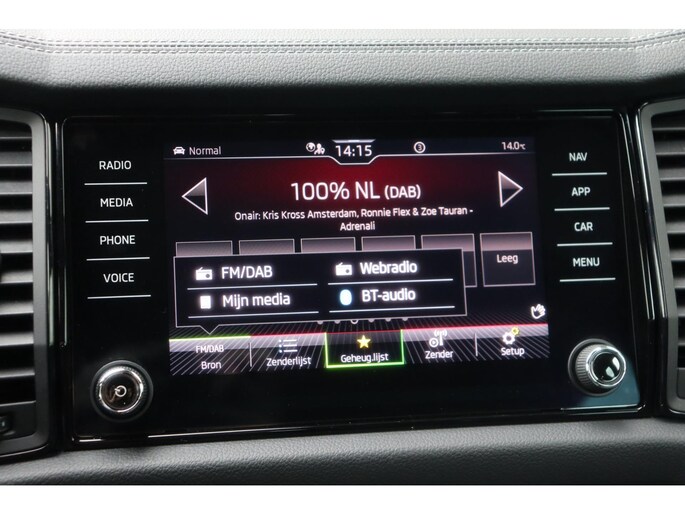 RADIO
MEDIA
PHONE
VOICE
Normal
14:15
3
14.0°C
100% NL (DAB)
Onair: Kris Kross Amsterdam, Ronnie Flex & Zoe Tauran -
Adrenali
Leeg
FM/DAB
Webradio
Mijn media
BT-audio
FM/DAB
Bron
Zenderlijst
Geheug.lijst
Zender
Setup
NAV
APP
CAR
MENU